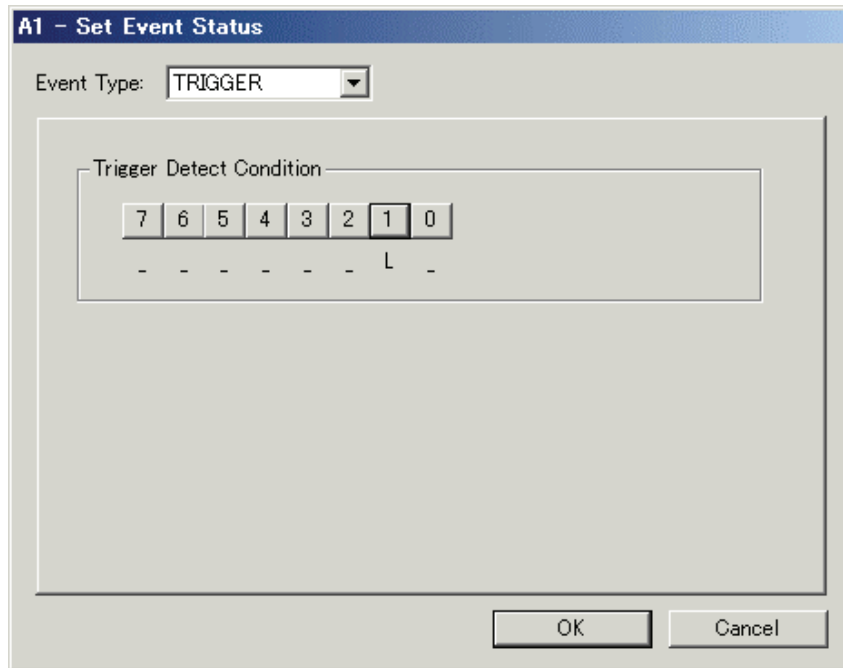 A1 - Set Event Status
Event Type: TRIGGER
Trigger Detect Condition
7 6 5 4 3 2 1 0
- - - - - - L -
OK Cancel